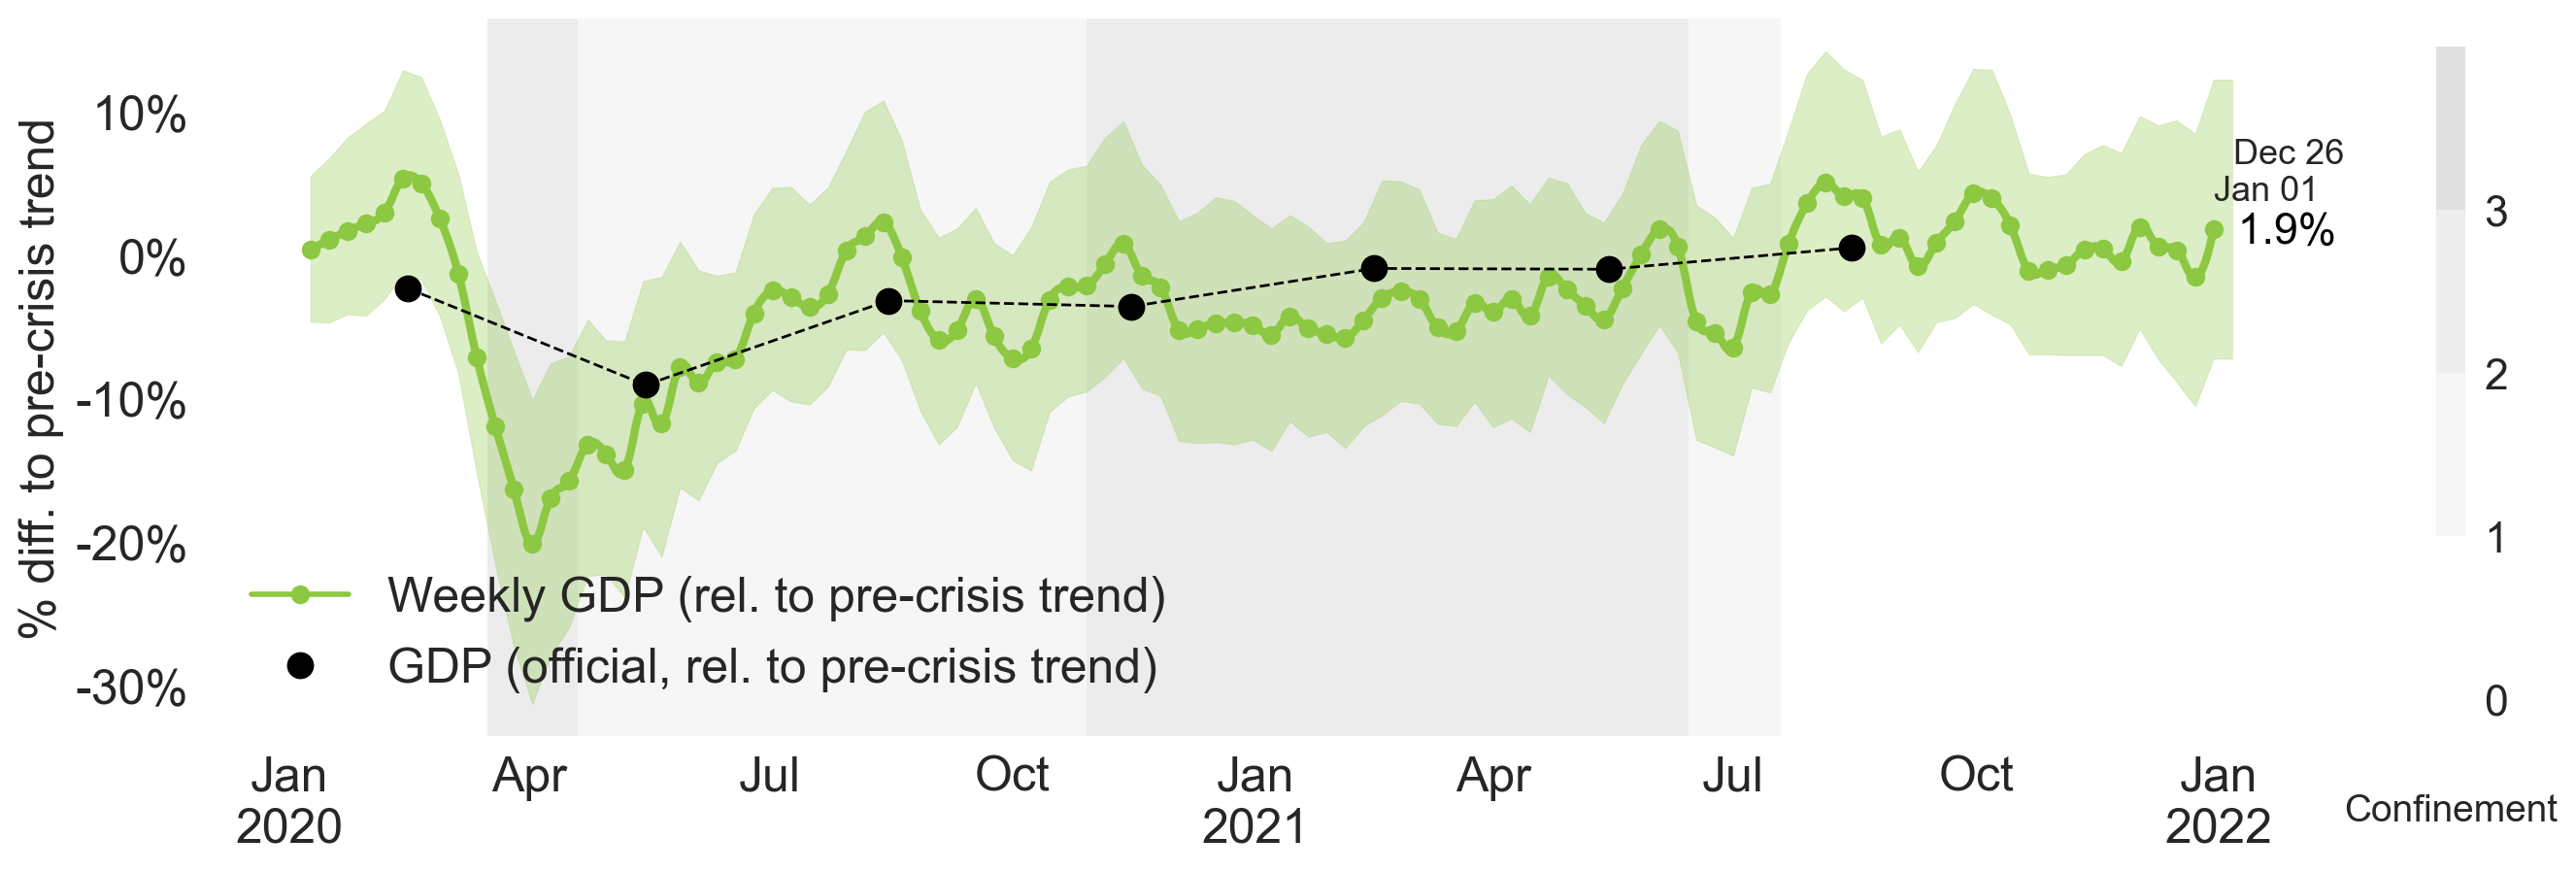 % diff. to pre-crisis trend
10%
0%
-10%
-20%
-30%
Weekly GDP (rel. to pre-crisis trend)
GDP (official, rel. to pre-crisis trend)
Dec 26
Jan 01
1.9%
Jan
2020
Apr
Jul
Oct
Jan
2021
Apr
Jul
Oct
Jan
2022
3
2
1
0
Confinement